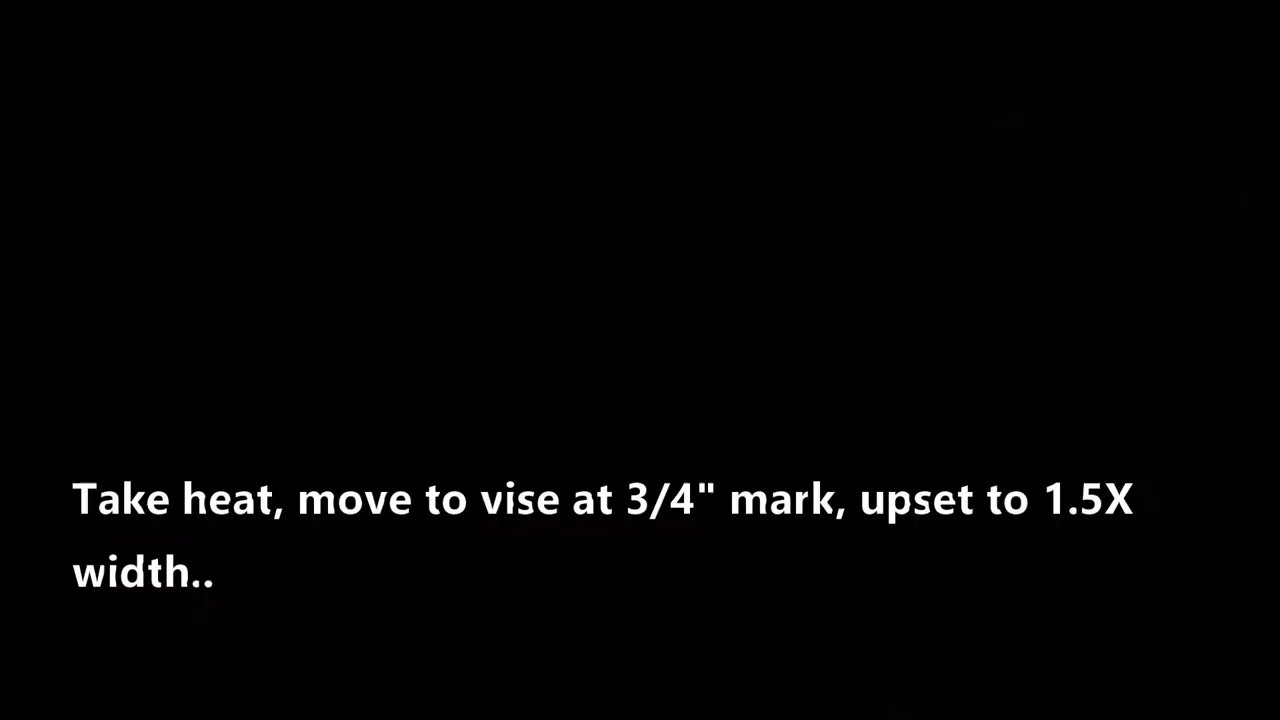 Take heat, move to vise at 3/4" mark, upset to 1.5X
width..